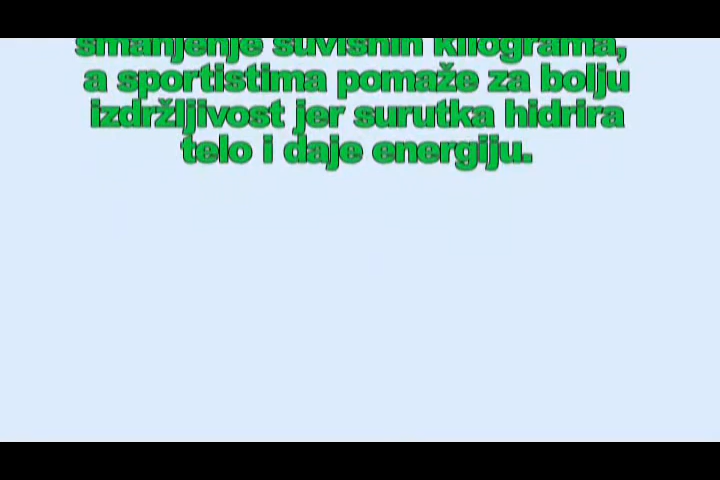 smanjenje suvišnih kilograma,
a sportistima pomaže za bolju
izdržljivost jer surutka hidrira
telo i daje energiju.